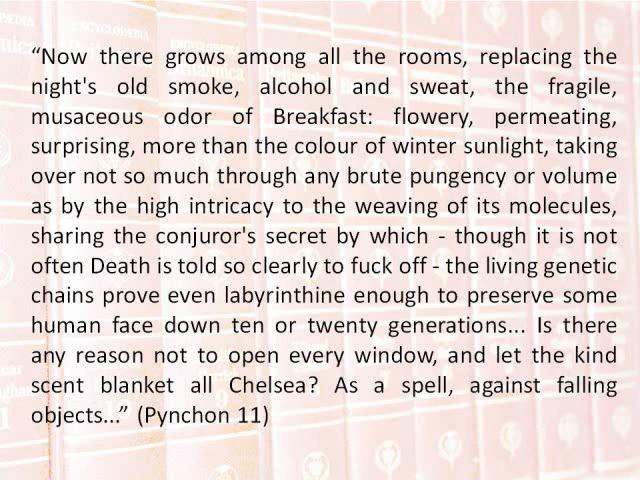 “Now there grows among all the rooms, replacing the
night's old smoke, alcohol and sweat, the fragile,
musaceous odor of Breakfast: flowery, permeating,
surprising, more than the colour of winter sunlight, taking
over not so much through any brute pungency or volume
as by the high intricacy to the weaving of its molecules,
sharing the conjuror's secret by which - though it is not
often Death is told so clearly to fuck off - the living genetic
chains prove even labyrinthine enough to preserve some
human face down ten or twenty generations... Is there
any reason not to open every window, and let the kind
scent blanket all Chelsea? As a spell, against falling
objects...” (Pynchon 11)